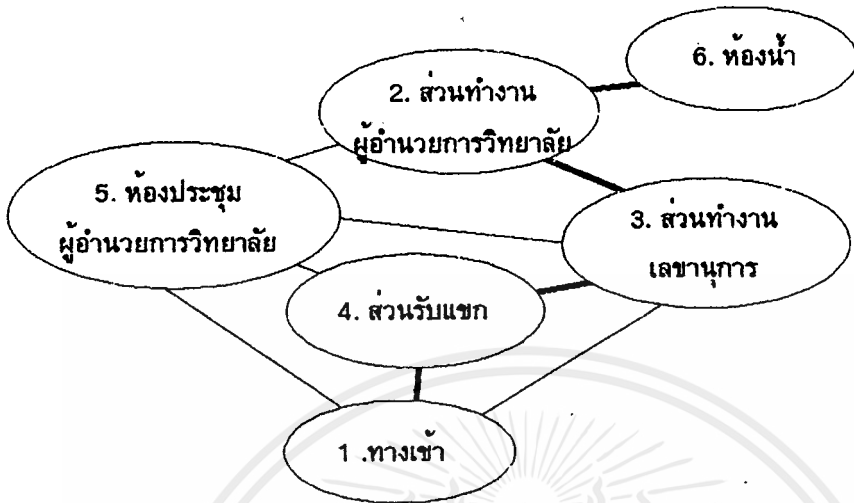 6. ห้องน้ำ
2. ส่วนทำงาน
ผู้อำนวยการวิทยาลัย
5. ห้องประชุม
ผู้อำนวยการวิทยาลัย
3. ส่วนทำงาน
เลขานุการ
4. ส่วนรับแขก
1 .ทางเข้า